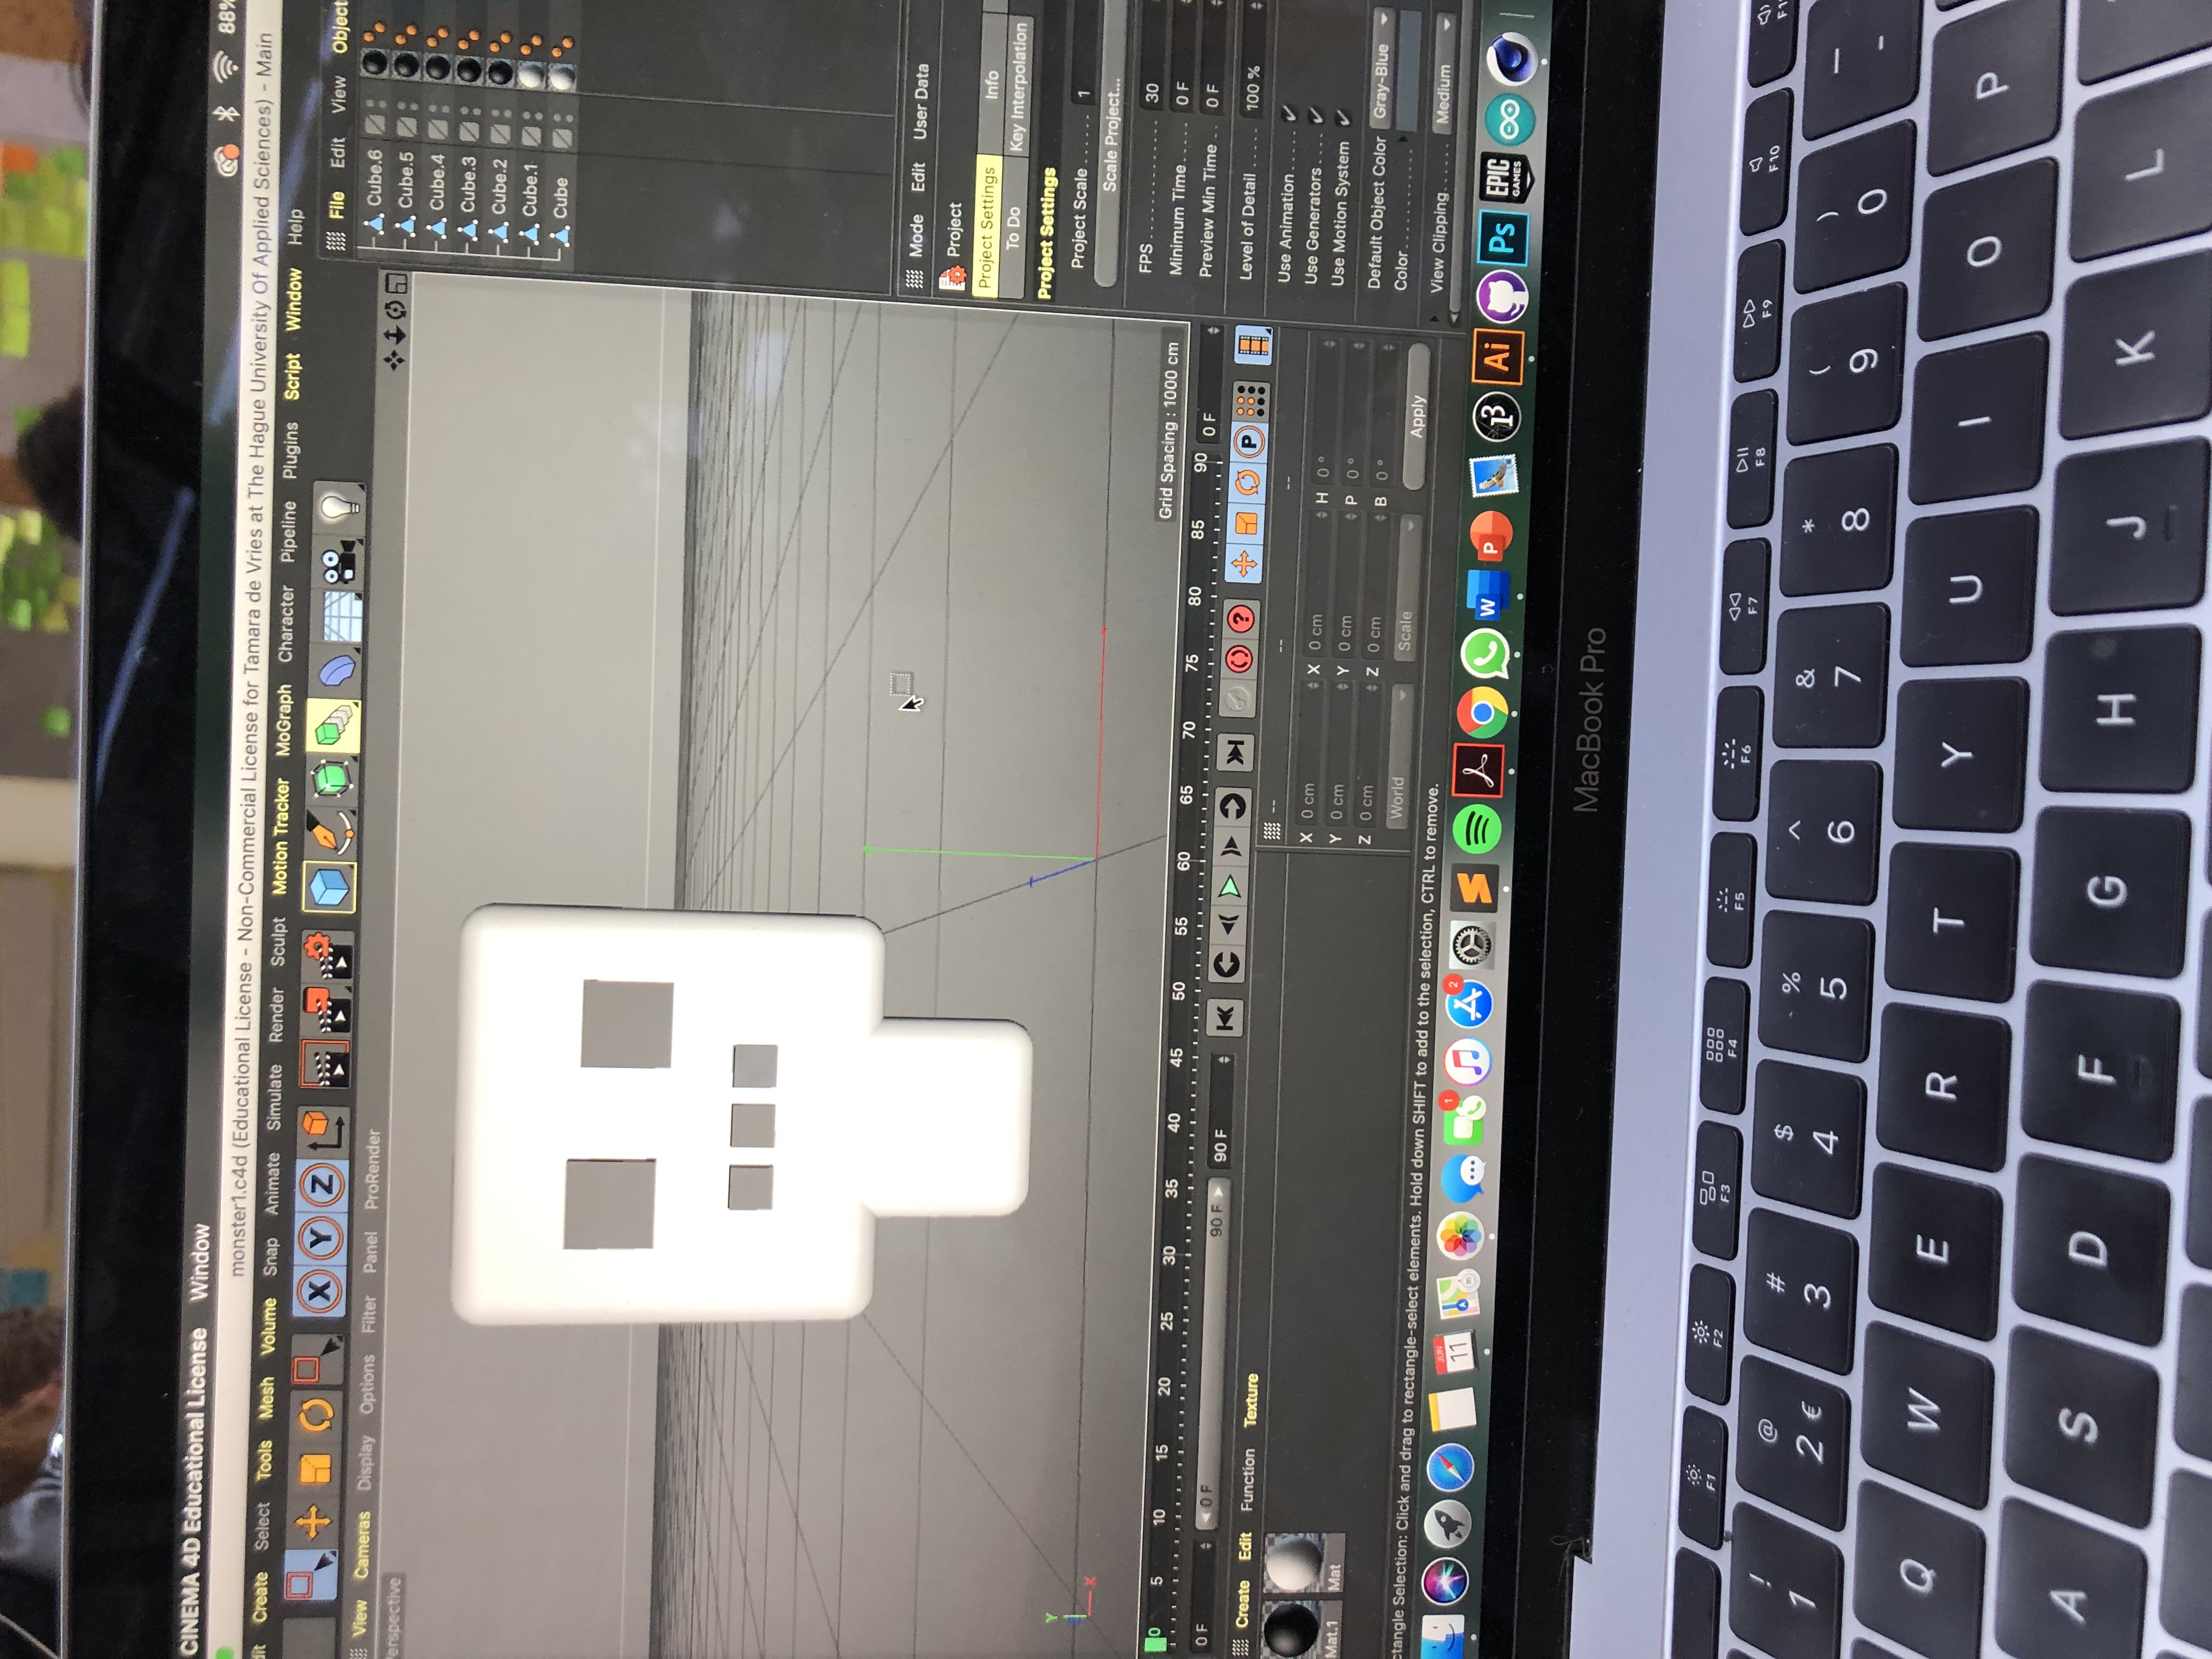 CINEMA 4D Educational License Window 88%
monster1.c4d (Educational License - Non-Commercial License for Tamara de Vries at The Hague University Of Applied Sciences) - Main
dit Create Select Tools Mesh Volume Snap Animate Simulate Render Sculpt Motion Tracker MoGraph Character Pipeline Plugins Script Window Help
X Y Z
File Edit View Object
View Cameras Display Options Filter Panel ProRender
erspective
Cube.6
Cube.5
Cube.4
Cube.3
Cube.2
Cube.1
Cube
Mode Edit User Data
Project
Project Settings Info
To Do Key Interpolation
Project Settings
Project Scale ...... 1
Scale Project...
FPS .............. 30
Minimum Time ..... 0 F
Preview Min Time .. 0 F
Level of Detail ..... 100 %
Use Animation ..... ✓
Use Generators .... ✓
Use Motion System ✓
Default Object Color Gray-Blue
Color ............
View Clipping ...... Medium
Y
X
Grid Spacing : 1000 cm
0 5 10 15 20 25 30 35 40 45 50 55 60 65 70 75 80 85 90 0 F
0 F 0 F 90 F 90 F
? P
Create Edit Function Texture
Mat.1 Mat
-- -- --
X 0 cm X 0 cm H 0 °
Y 0 cm Y 0 cm P 0 °
Z 0 cm Z 0 cm B 0 °
World Scale Apply
ctangle Selection: Click and drag to rectangle-select elements. Hold down SHIFT to add to the selection, CTRL to remove.
JUN
11
1
2
W P Ai Ps EPIC
GAMES
MacBook Pro
F1 F2 F3 F4 F5 F6 F7 F8 F9 F10 F1
! @ # $ % ^ & * ( ) —
1 2 € 3 4 5 6 7 8 9 0 -
Q W E R T Y U I O P
A S D F G H J K L